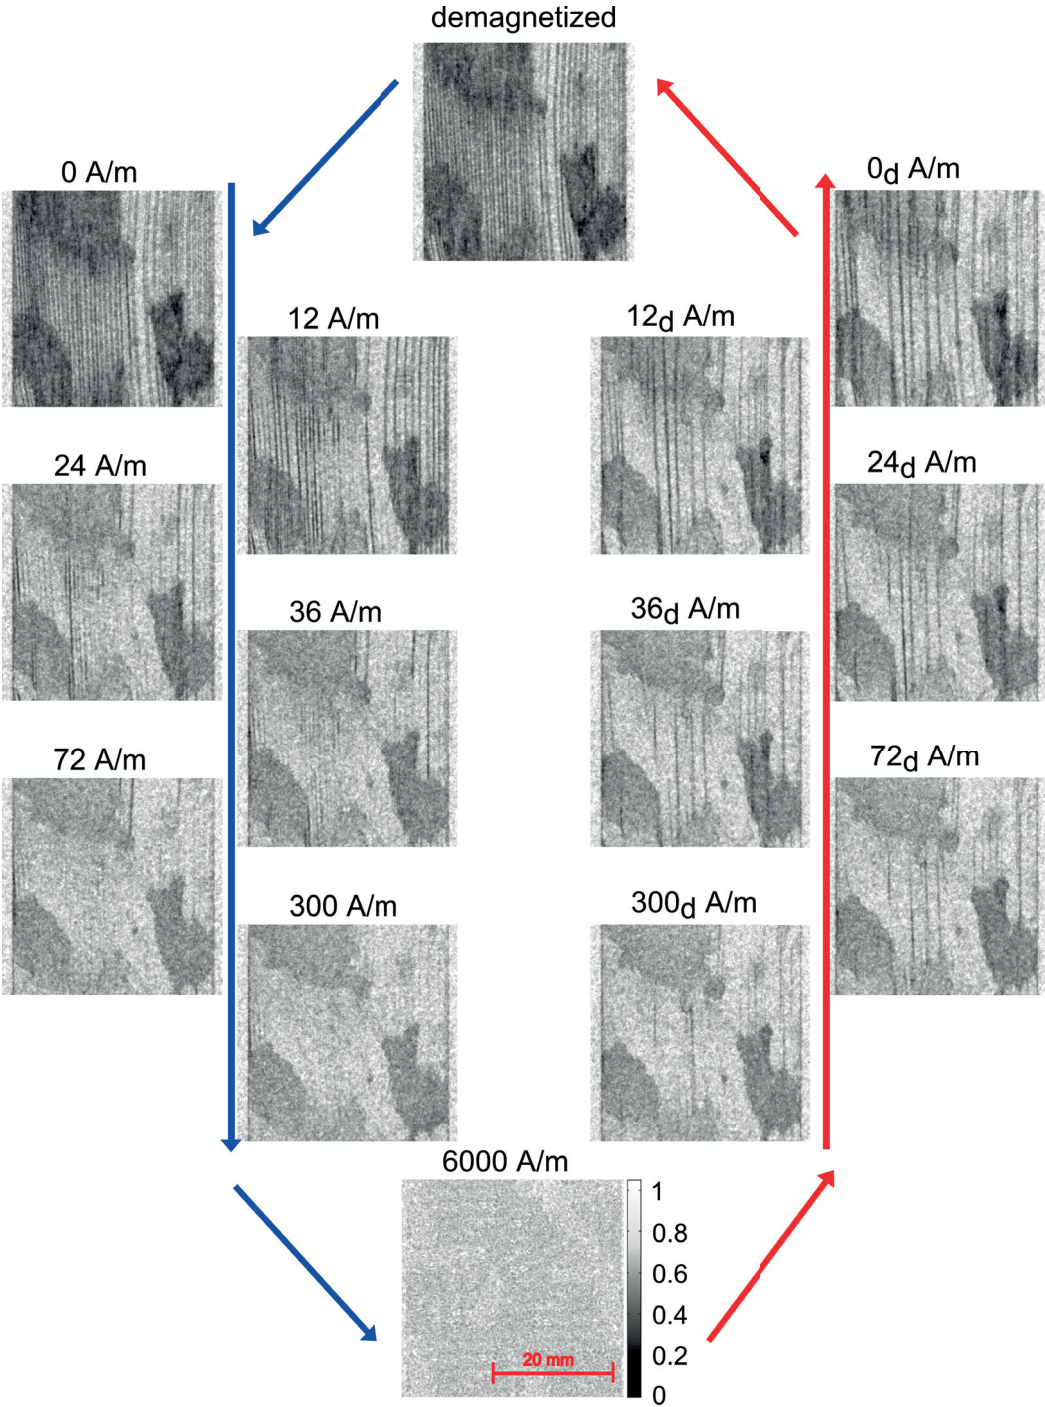 demagnetized
0 A/m
0d A/m
12 A/m
12d A/m
24 A/m
24d A/m
36 A/m
36d A/m
72 A/m
72d A/m
300 A/m
300d A/m
6000 A/m
1
0.8
0.6
0.4
0.2
0
20 mm